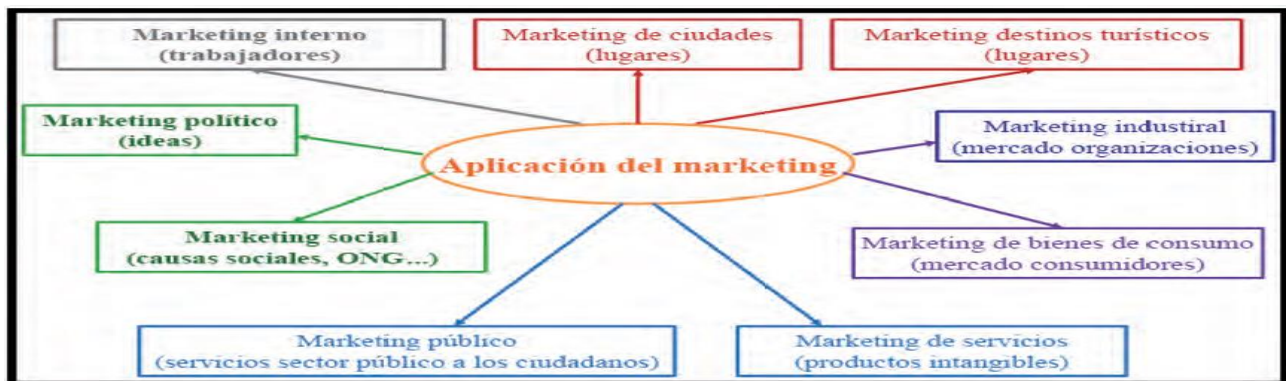 Marketing interno
(trabajadores)
Marketing de ciudades
(lugares)
Marketing destinos turísticos
(lugares)
Marketing político
(ideas)
Aplicación del marketing
Marketing industiral
(mercado organizaciones)
Marketing social
(causas sociales, ONG...)
Marketing de bienes de consumo
(mercado consumidores)
Marketing público
(servicios sector público a los ciudadanos)
Marketing de servicios
(productos intangibles)